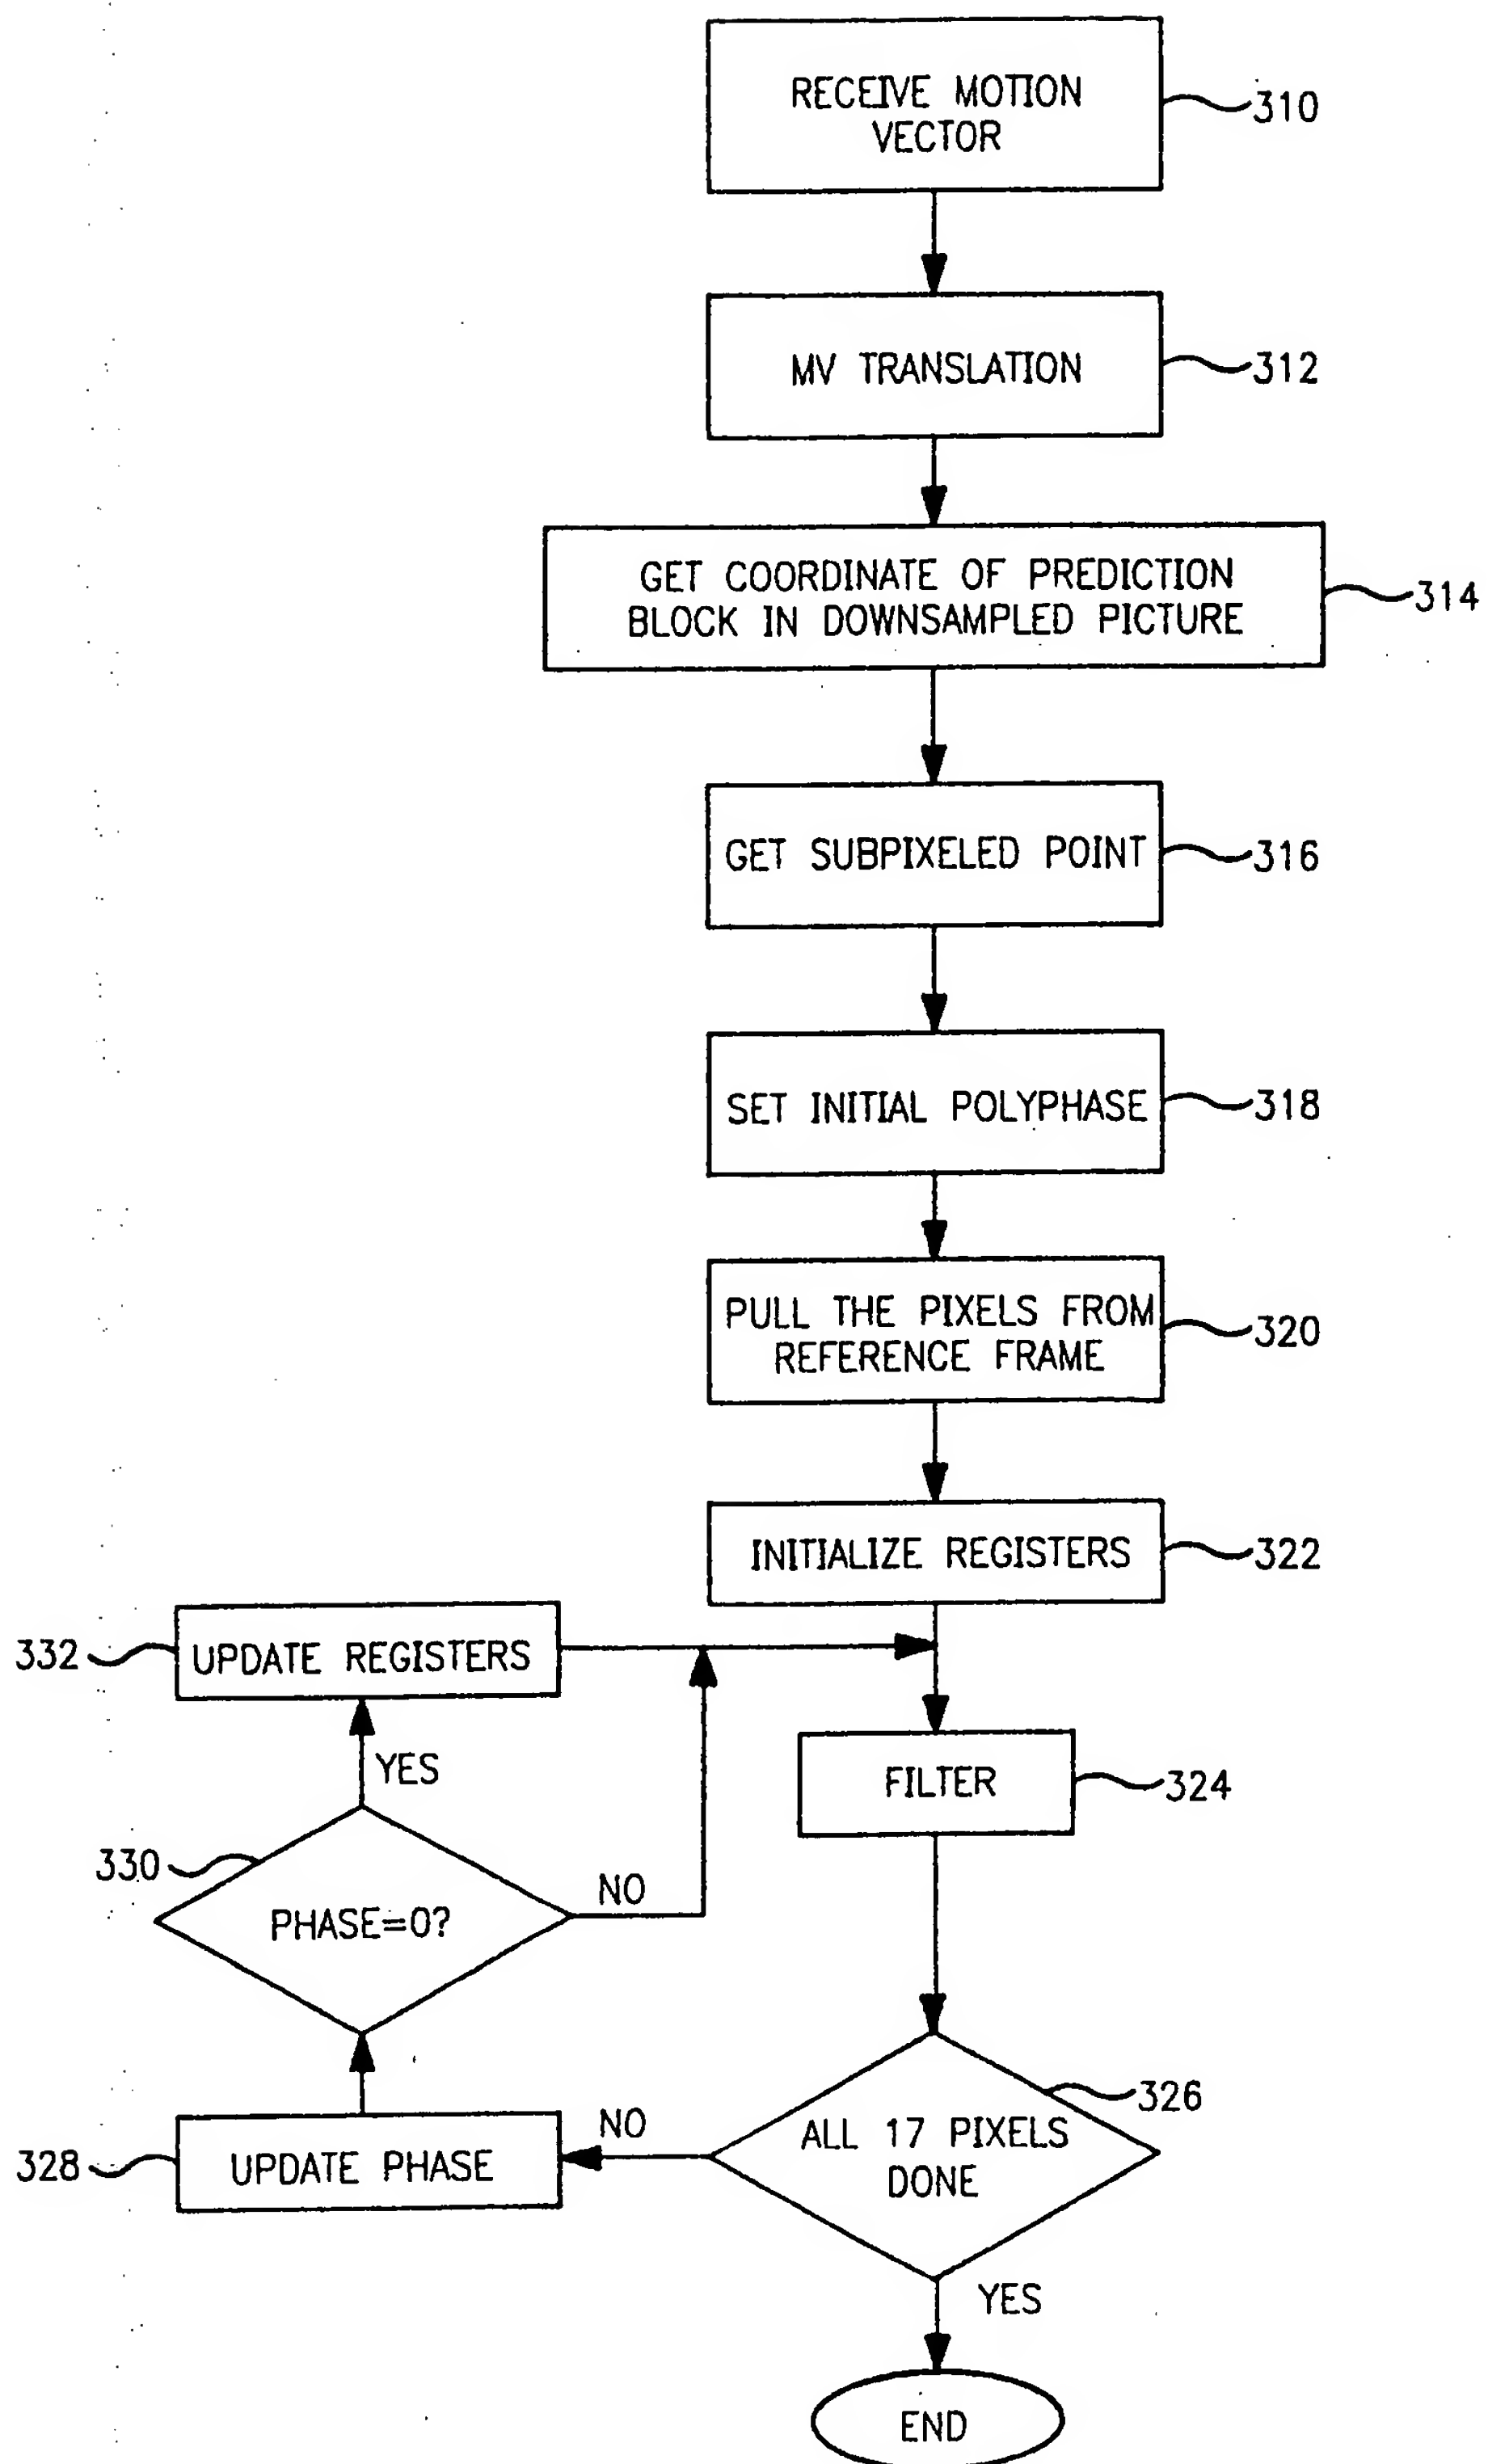 RECEIVE MOTION
VECTOR
310
MV TRANSLATION
312
GET COORDINATE OF PREDICTION
BLOCK IN DOWNSAMPLED PICTURE
314
GET SUBPIXELED POINT
316
SET INITIAL POLYPHASE
318
PULL THE PIXELS FROM
REFERENCE FRAME
320
INITIALIZE REGISTERS
322
332
UPDATE REGISTERS
YES
FILTER
324
330
NO
PHASE=0?
326
ALL 17 PIXELS
DONE
NO
328
UPDATE PHASE
YES
END